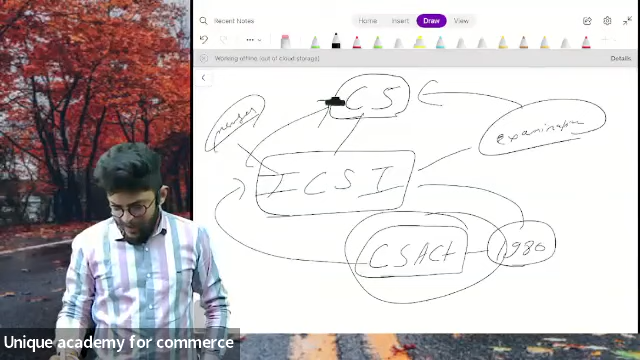 Recent Notes
Home Insert Draw View
Working offline (out of cloud storage)
Details
CS
member
examination
ICSI
CS Act
1980
Unique academy for commerce